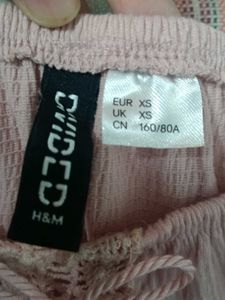 DIVIDED
H&M
EUR XS
UK XS
CN 160/80A